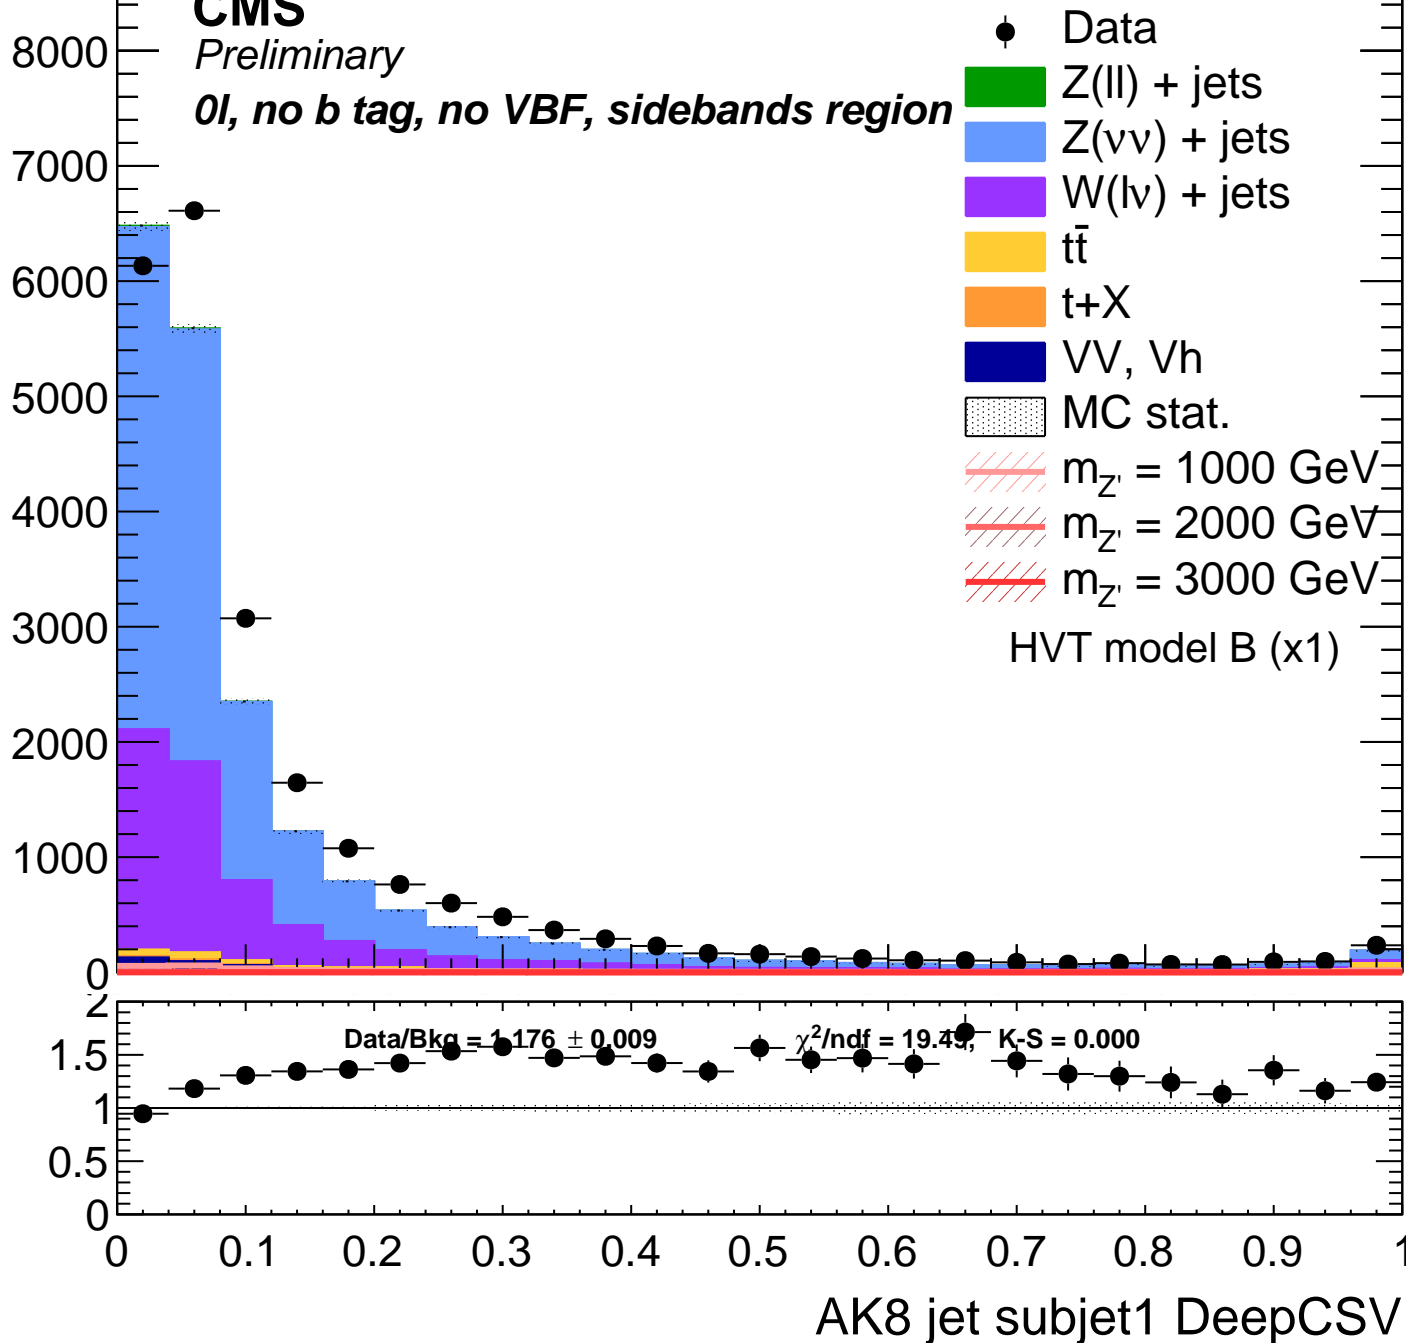 CMS
Preliminary
0l, no b tag, no VBF, sidebands region
Data
Z(ll) + jets
Z(νν) + jets
W(lν) + jets
tt̄
t+X
VV, Vh
MC stat.
m_Z' = 1000 GeV
m_Z' = 2000 GeV
m_Z' = 3000 GeV
HVT model B (x1)
8000
7000
6000
5000
4000
3000
2000
1000
0
2
1.5
1
0.5
0
Data/Bkg = 1.176 ± 0.009 χ²/ndf = 19.45, K-S = 0.000
0 0.1 0.2 0.3 0.4 0.5 0.6 0.7 0.8 0.9 1
AK8 jet subjet1 DeepCSV